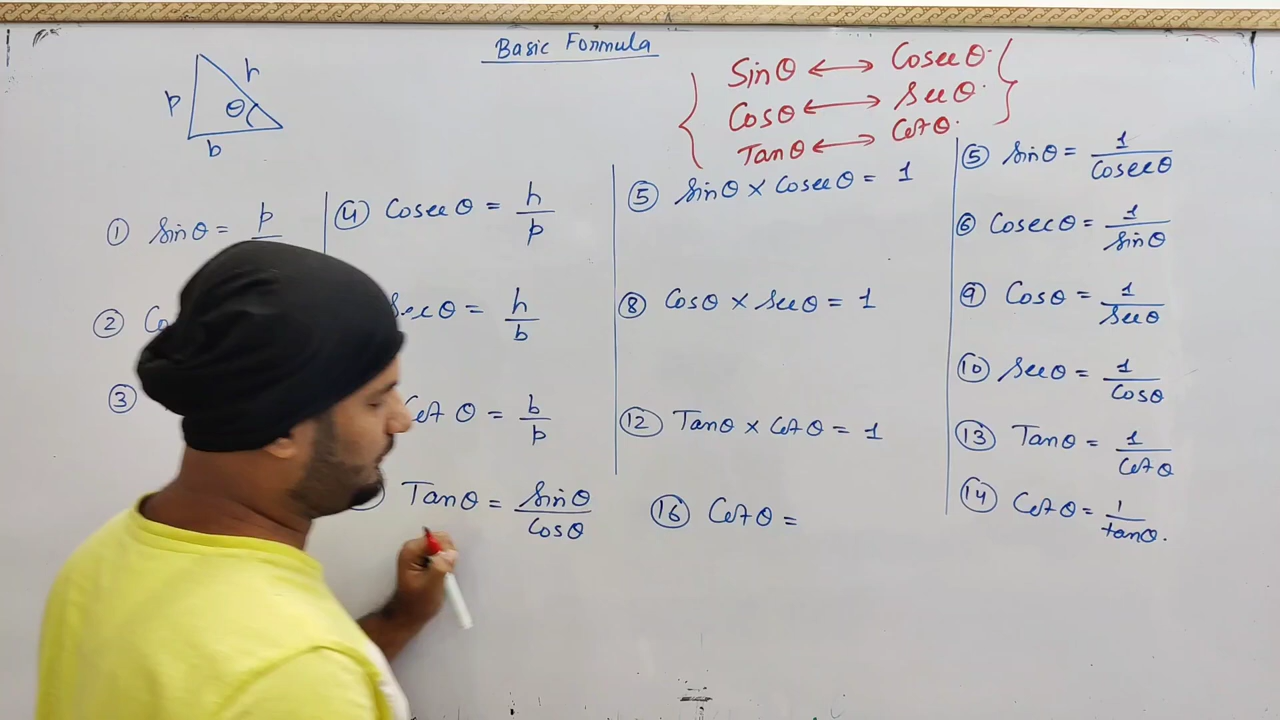 Basic Formula
p
h
θ
b
Sinθ ↔ Cosecθ
Cosθ ↔ Secθ
Tanθ ↔ Cotθ
① Sinθ = p
②
③
④ Cosecθ = h/p
Secθ = h/b
Cotθ = b/p
Tanθ = Sinθ/Cosθ
⑤ Sinθ × Cosecθ = 1
⑧ Cosθ × Secθ = 1
⑫ Tanθ × Cotθ = 1
⑯ Cotθ =
⑤ Sinθ = 1/Cosecθ
⑥ Cosecθ = 1/Sinθ
⑨ Cosθ = 1/Secθ
⑩ Secθ = 1/Cosθ
⑬ Tanθ = 1/Cotθ
⑭ Cotθ = 1/tanθ.